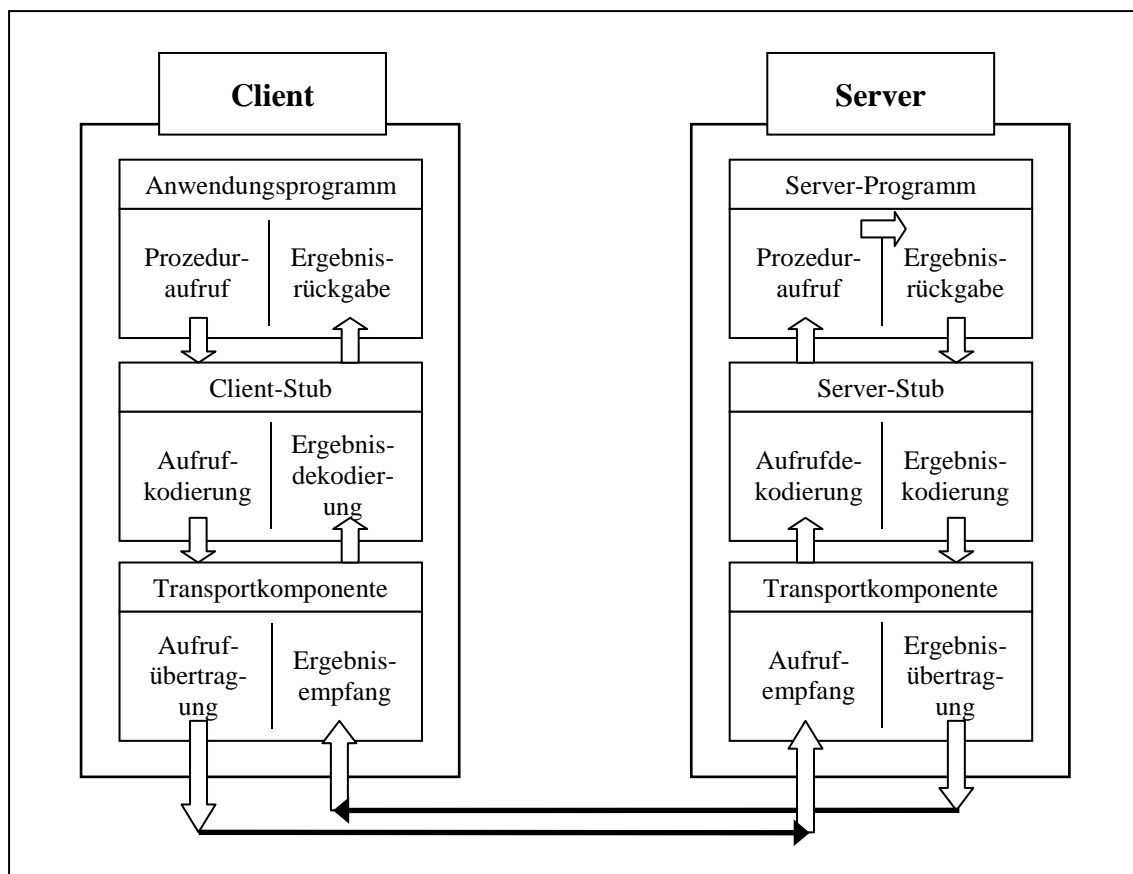 Client
Anwendungsprogramm
Prozedur-
aufruf
Ergebnis-
rückgabe
Client-Stub
Aufruf-
kodierung
Ergebnis-
dekodier-
ung
Transportkomponente
Aufruf-
übertrag-
ung
Ergebnis-
empfang
Server
Server-Programm
Prozedur-
aufruf
Ergebnis-
rückgabe
Server-Stub
Aufrufde-
kodierung
Ergebnis-
kodierung
Transportkomponente
Aufruf-
empfang
Ergebnis-
übertrag-
ung